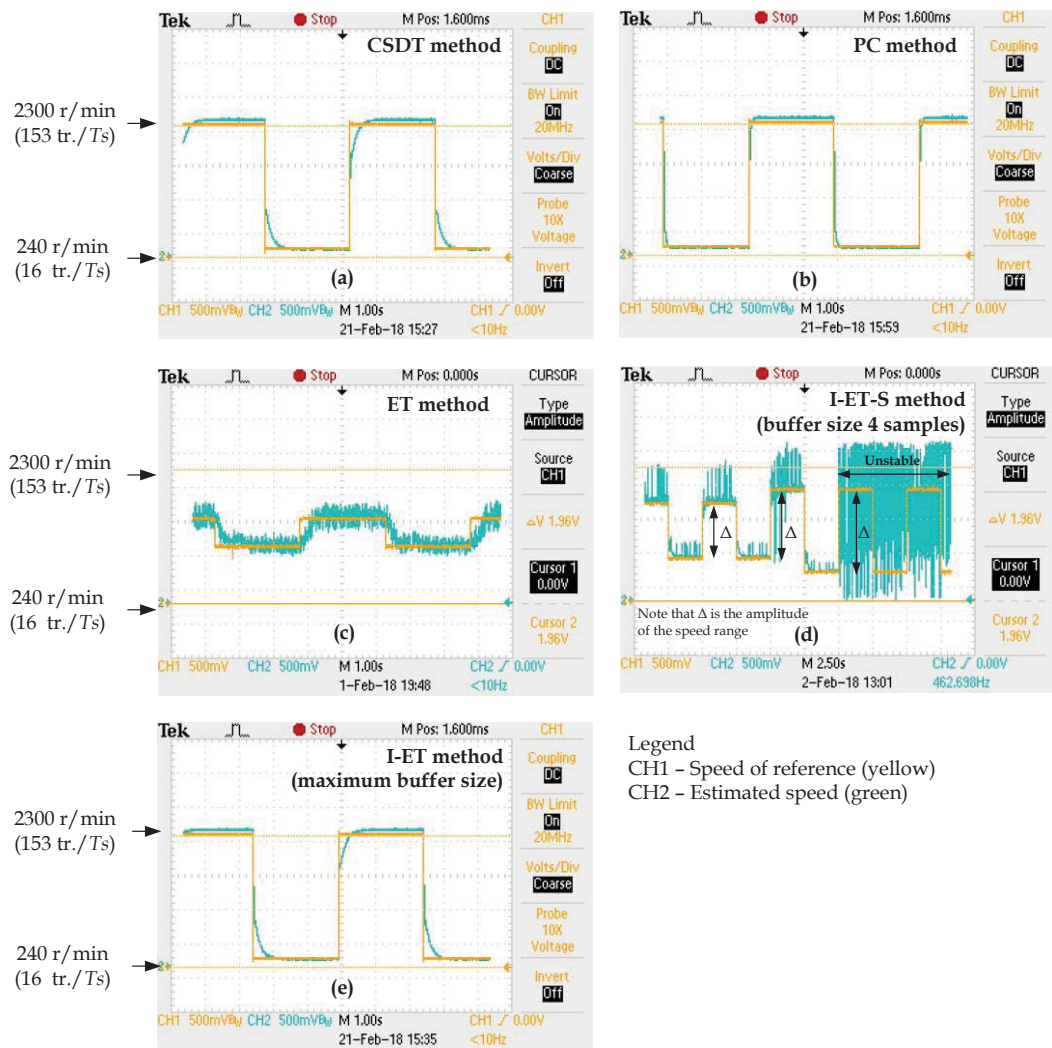 Tek Stop M Pos: 1.600ms CH1
CSDT method
Coupling
DC
BW Limit
On
20MHz
Volts/Div
Coarse
Probe
10X
Voltage
Invert
Off
2300 r/min
(153 tr./Ts)
240 r/min
(16 tr./Ts)
2
(a)
CH1 500mVBW CH2 500mVBW M 1.00s CH1 0.00V
21-Feb-18 15:27 <10Hz
Tek Stop M Pos: 1.600ms CH1
PC method
Coupling
DC
BW Limit
On
20MHz
Volts/Div
Coarse
Probe
10X
Voltage
Invert
Off
2
(b)
CH1 500mVBW CH2 500mVBW M 1.00s CH1 0.00V
21-Feb-18 15:59 <10Hz
Tek Stop M Pos: 0.000s CURSOR
ET method
Type
Amplitude
Source
CH1
△V 1.96V
Cursor 1
0.00V
Cursor 2
1.96V
2300 r/min
(153 tr./Ts)
240 r/min
(16 tr./Ts)
2
(c)
CH1 500mV CH2 500mV M 1.00s CH2 0.00V
1-Feb-18 19:48 <10Hz
Tek Stop M Pos: 0.000s CURSOR
I-ET-S method
(buffer size 4 samples)
Type
Amplitude
Source
CH1
△V 1.96V
Cursor 1
0.00V
Cursor 2
1.96V
Unstable
Δ Δ Δ
2
Note that Δ is the amplitude
of the speed range
(d)
CH1 500mV CH2 500mV M 2.50s CH2 0.00V
2-Feb-18 13:01 462.698Hz
Tek Stop M Pos: 1.600ms CH1
I-ET method
(maximum buffer size)
Coupling
DC
BW Limit
On
20MHz
Volts/Div
Coarse
Probe
10X
Voltage
Invert
Off
2300 r/min
(153 tr./Ts)
240 r/min
(16 tr./Ts)
2
(e)
CH1 500mVBW CH2 500mVBW M 1.00s CH1 0.00V
21-Feb-18 15:35 <10Hz
Legend
CH1 – Speed of reference (yellow)
CH2 – Estimated speed (green)